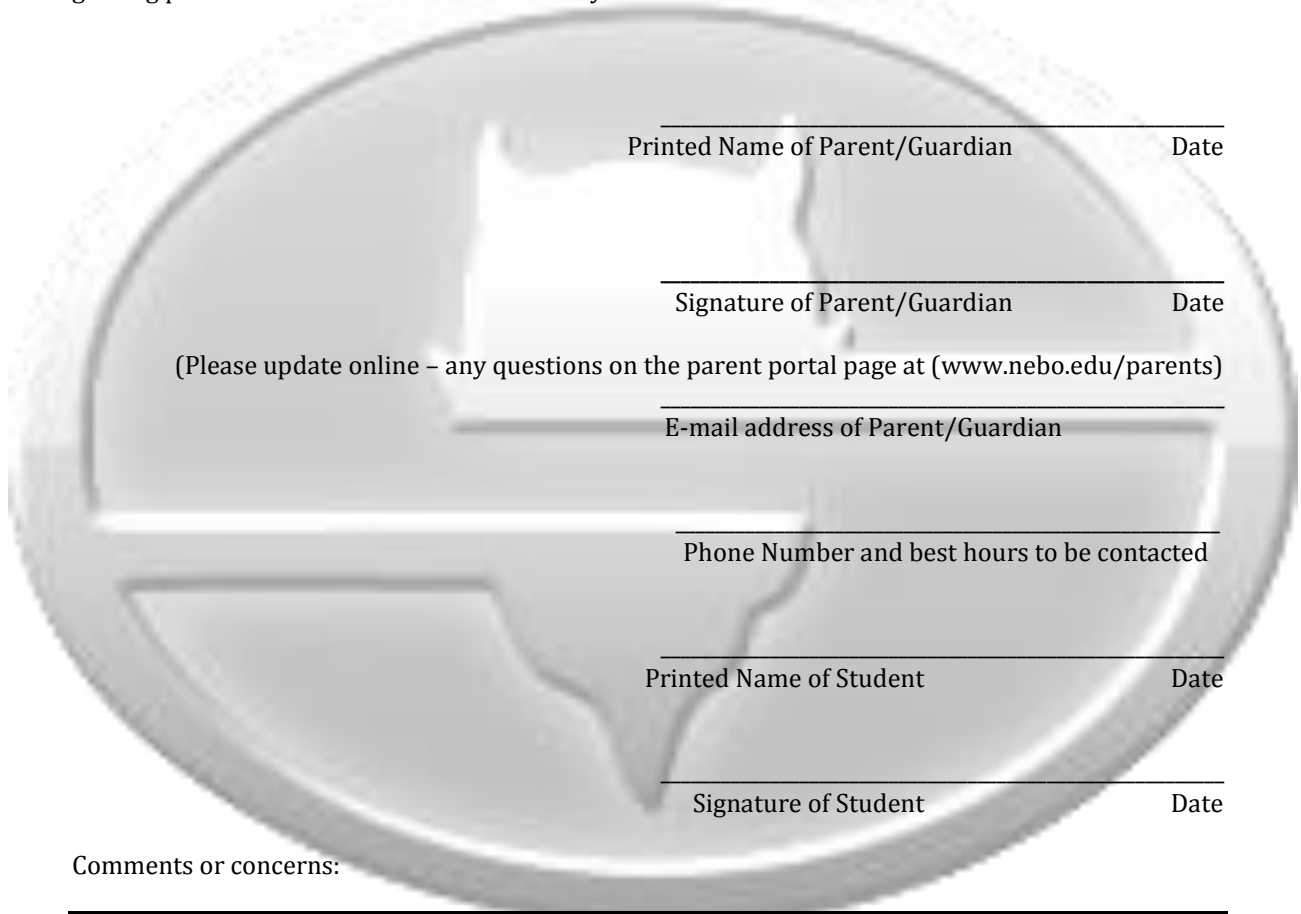 Printed Name of Parent/Guardian Date
Signature of Parent/Guardian Date
(Please update online – any questions on the parent portal page at (www.nebo.edu/parents)
E-mail address of Parent/Guardian
Phone Number and best hours to be contacted
Printed Name of Student Date
Signature of Student Date
Comments or concerns: